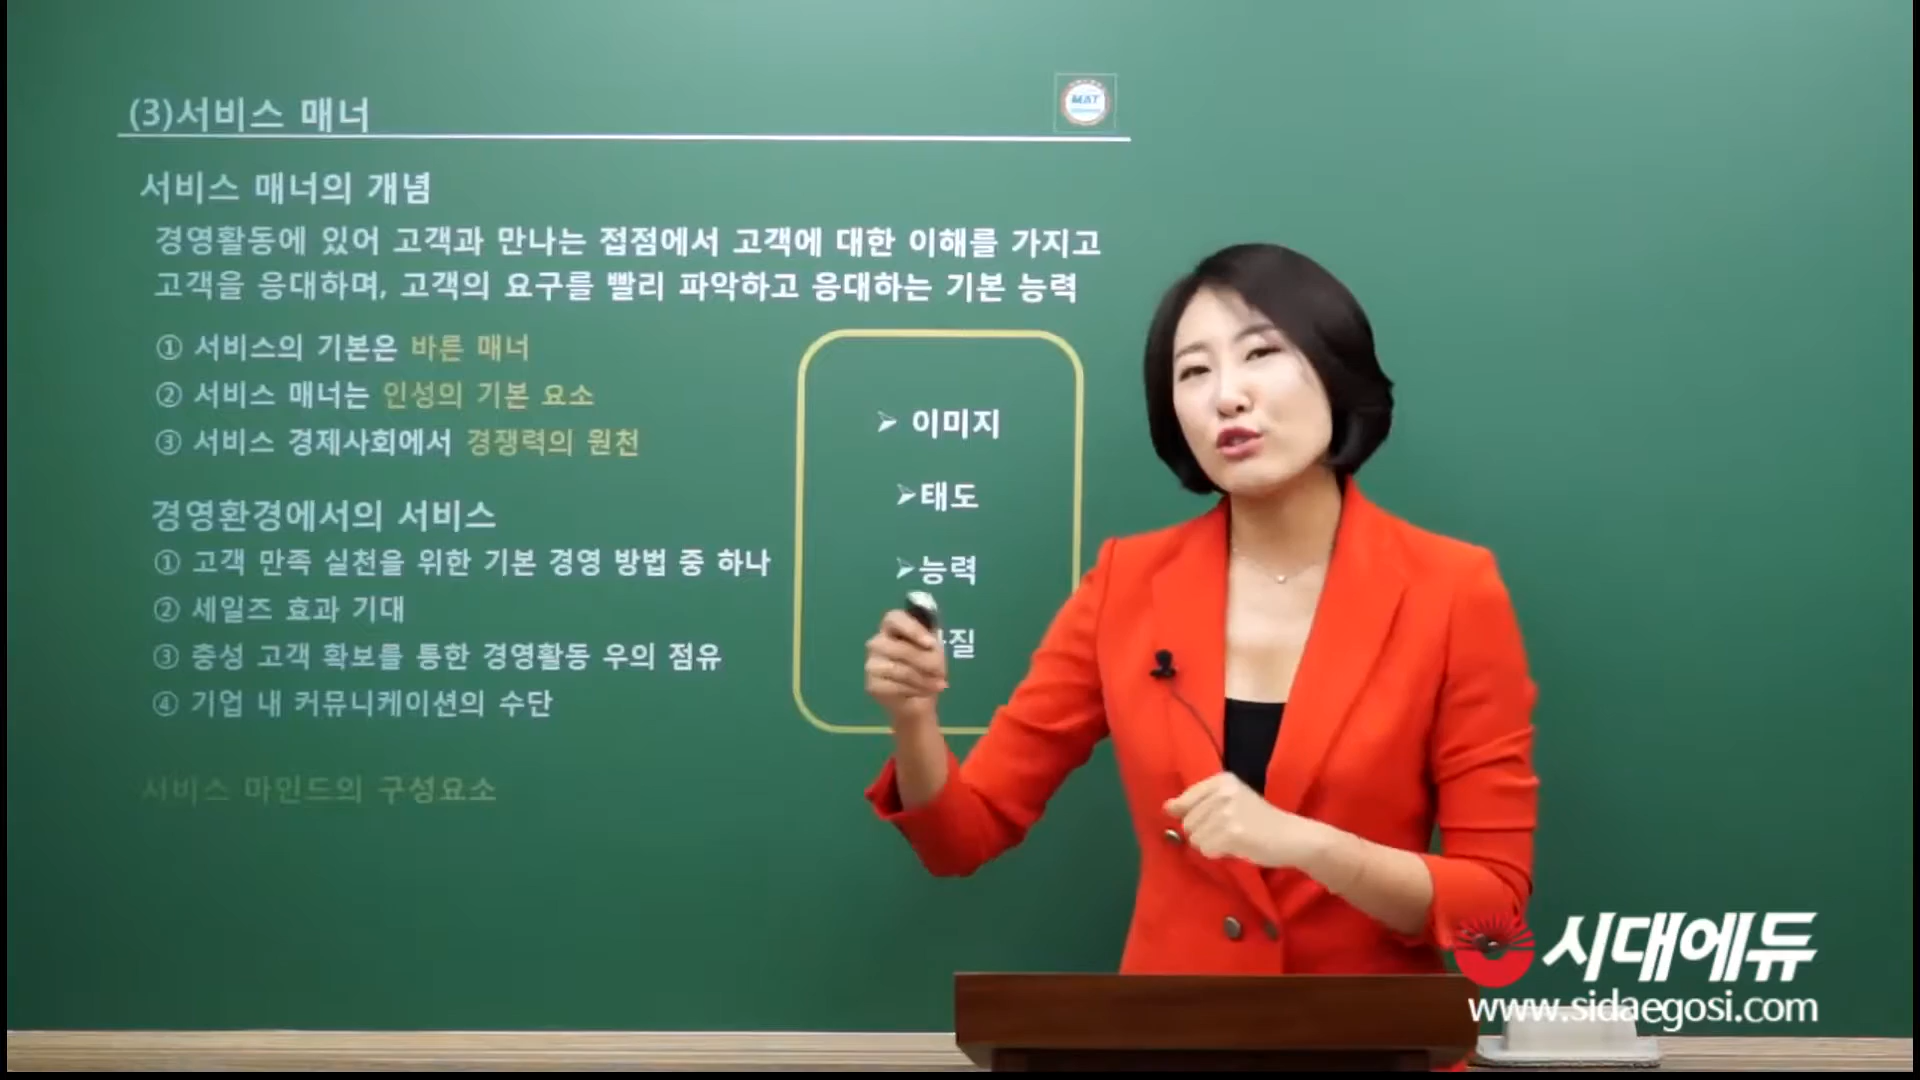 (3)서비스 매너
MAT
서비스 매너의 개념
경영활동에 있어 고객과 만나는 접점에서 고객에 대한 이해를 가지고
고객을 응대하며, 고객의 요구를 빨리 파악하고 응대하는 기본 능력
① 서비스의 기본은 바른 매너
② 서비스 매너는 인성의 기본 요소
③ 서비스 경제사회에서 경쟁력의 원천
경영환경에서의 서비스
① 고객 만족 실천을 위한 기본 경영 방법 중 하나
② 세일즈 효과 기대
③ 충성 고객 확보를 통한 경영활동 우의 점유
④ 기업 내 커뮤니케이션의 수단
서비스 마인드의 구성요소
➢ 이미지
➢태도
➢능력
질
시대에듀
www.sidaegosi.com